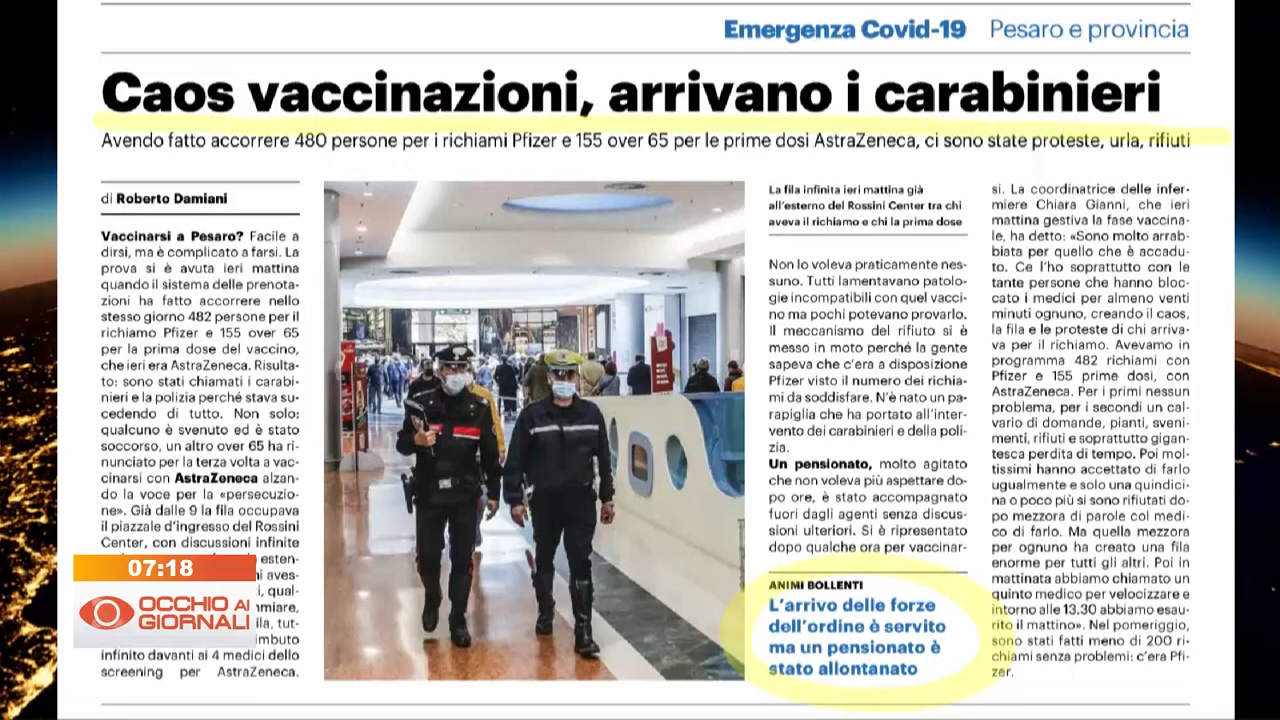 Emergenza Covid-19 Pesaro e provincia
Caos vaccinazioni, arrivano i carabinieri
Avendo fatto accorrere 480 persone per i richiami Pfizer e 155 over 65 per le prime dosi AstraZeneca, ci sono state proteste, urla, rifiuti
di Roberto Damiani
Vaccinarsi a Pesaro? Facile a
dirsi, ma è complicato a farsi. La
prova si è avuta ieri mattina
quando il sistema delle prenota-
zioni ha fatto accorrere nello
stesso giorno 482 persone per il
richiamo Pfizer e 155 over 65
per la prima dose del vaccino,
che ieri era AstraZeneca. Risulta-
to: sono stati chiamati i carabi-
nieri e la polizia perché stava su-
cedendo di tutto. Non solo:
qualcuno è svenuto ed è stato
soccorso, un altro over 65 ha ri-
nunciato per la terza volta a vac-
cinarsi con AstraZeneca alzan-
do la voce per la «persecuzio-
ne». Già dalle 9 la fila occupava
il piazzale d'ingresso del Rossini
Center, con discussioni infinite
esten-
aves-
qual-
ila, tut-
imbuto
infinito davanti ai 4 medici dello
screening per AstraZeneca.
07:18
OCCHIO AI
GIORNALI
La fila infinita ieri mattina già
all'esterno del Rossini Center tra chi
aveva il richiamo e chi la prima dose
Non lo voleva praticamente nes-
suno. Tutti lamentavano patolo-
gie incompatibili con quel vacci-
no ma pochi potevano provarlo.
Il meccanismo del rifiuto si è
messo in moto perché la gente
sapeva che c'era a disposizione
Pfizer visto il numero dei richia-
mi da soddisfare. N'è nato un pa-
rapiglia che ha portato all'inter-
vento dei carabinieri e della poli-
zia.
Un pensionato, molto agitato
che non voleva più aspettare do-
po ore, è stato accompagnato
fuori dagli agenti senza discus-
sioni ulteriori. Si è ripresentato
dopo qualche ora per vaccinar-
ANIMI BOLLENTI
L'arrivo delle forze
dell'ordine è servito
ma un pensionato è
stato allontanato
si. La coordinatrice delle infer-
miere Chiara Gianni, che ieri
mattina gestiva la fase vaccina-
le, ha detto: «Sono molto arrab-
biata per quello che è accadu-
to. Ce l'ho soprattutto con le
tante persone che hanno bloc-
cato i medici per almeno venti
minuti ognuno, creando il caos,
la fila e le proteste di chi arriva-
va per il richiamo. Avevamo in
programma 482 richiami con
Pfizer e 155 prime dosi, con
AstraZeneca. Per i primi nessun
problema, per i secondi un cal-
vario di domande, pianti, sveni-
menti, rifiuti e soprattutto gigan-
tesca perdita di tempo. Poi mol-
tissimi hanno accettato di farlo
ugualmente e solo una quindici-
na o poco più si sono rifiutati do-
po mezzora di parole col medi-
co di farlo. Ma quella mezzora
per ognuno ha creato una fila
enorme per tutti gli altri. Poi in
mattinata abbiamo chiamato un
quinto medico per velocizzare e
intorno alle 13.30 abbiamo esau-
rito il mattino». Nel pomeriggio,
sono stati fatti meno di 200 ri-
chiami senza problemi: c'era Pfi-
zer.